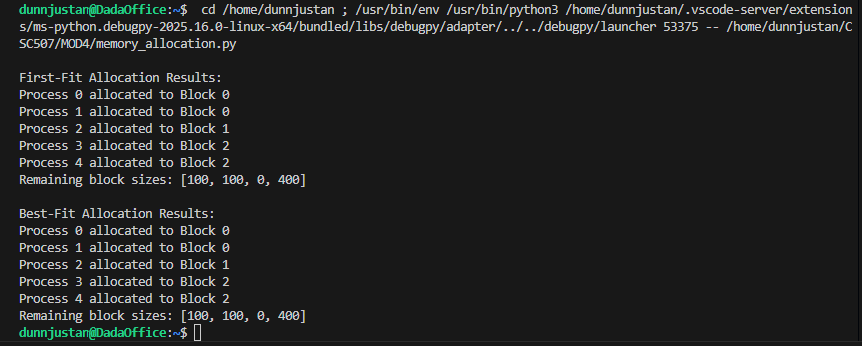 dunnjustan@DadaOffice:~$  cd /home/dunnjustan ; /usr/bin/env /usr/bin/python3 /home/dunnjustan/.vscode-server/extension
s/ms-python.debugpy-2025.16.0-linux-x64/bundled/libs/debugpy/adapter/../../debugpy/launcher 53375 -- /home/dunnjustan/C
SC507/MOD4/memory_allocation.py
First-Fit Allocation Results:
Process 0 allocated to Block 0
Process 1 allocated to Block 0
Process 2 allocated to Block 1
Process 3 allocated to Block 2
Process 4 allocated to Block 2
Remaining block sizes: [100, 100, 0, 400]
Best-Fit Allocation Results:
Process 0 allocated to Block 0
Process 1 allocated to Block 0
Process 2 allocated to Block 1
Process 3 allocated to Block 2
Process 4 allocated to Block 2
Remaining block sizes: [100, 100, 0, 400]
dunnjustan@DadaOffice:~$